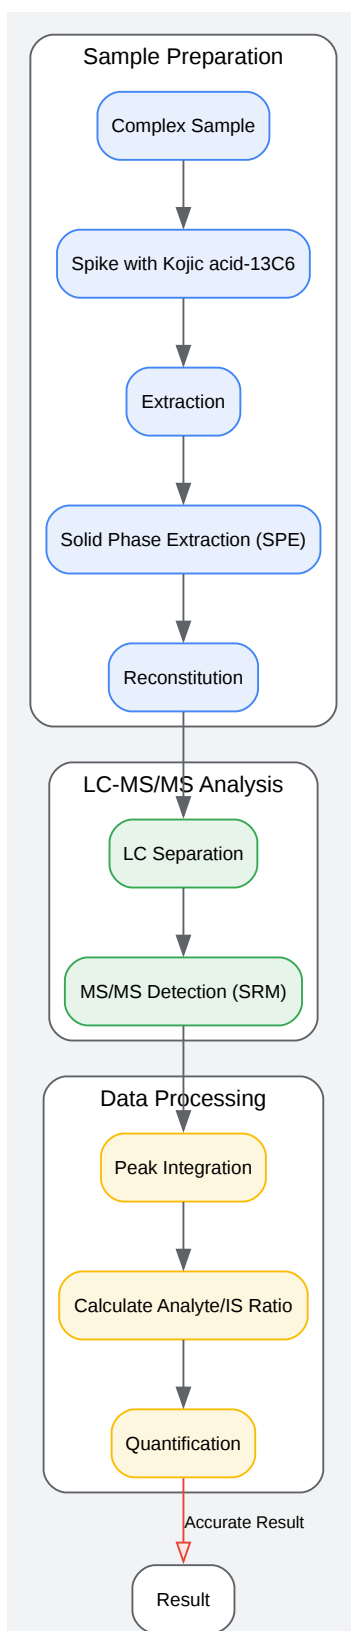 Sample Preparation
Complex Sample
Spike with Kojic acid-13C6
Extraction
Solid Phase Extraction (SPE)
Reconstitution
LC-MS/MS Analysis
LC Separation
MS/MS Detection (SRM)
Data Processing
Peak Integration
Calculate Analyte/IS Ratio
Quantification
Accurate Result
Result